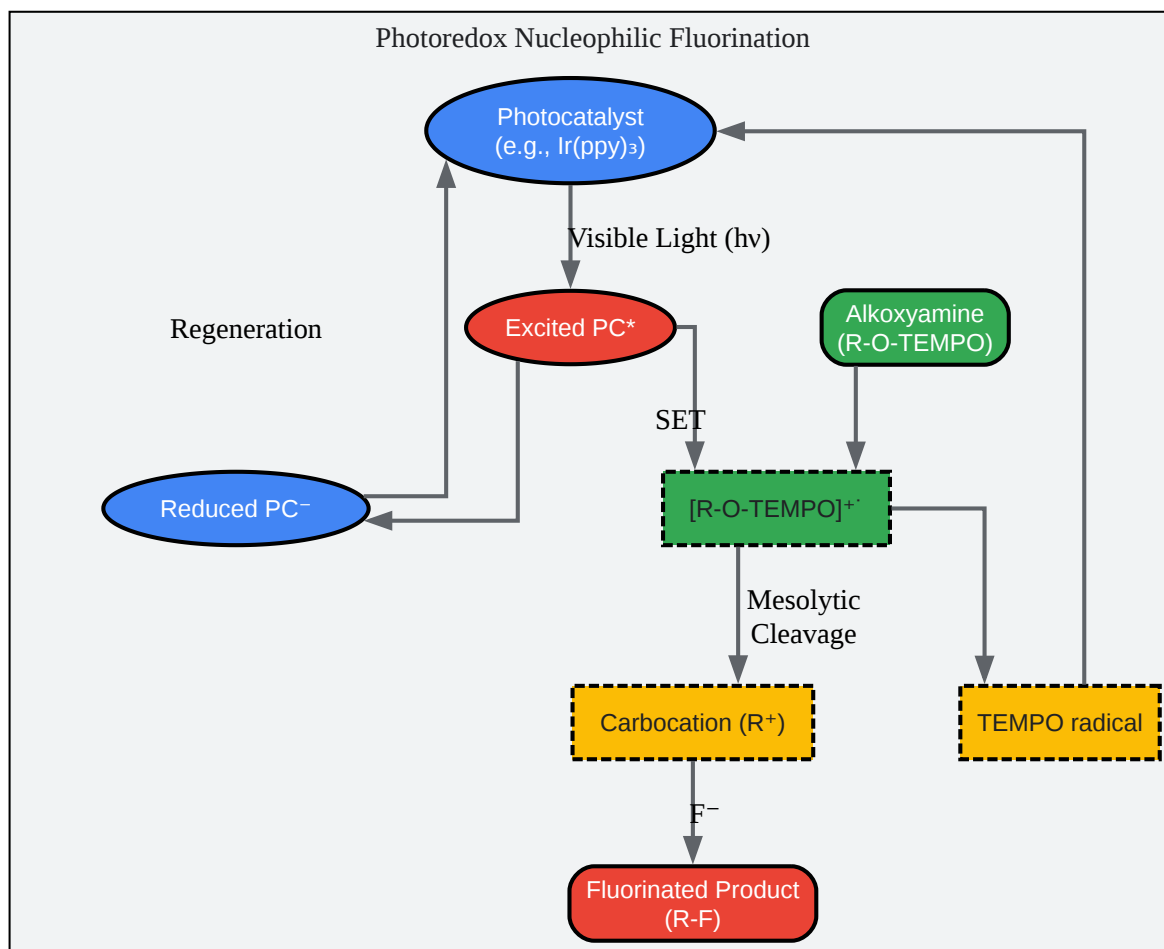 Photoredox Nucleophilic Fluorination
Photocatalyst
(e.g., Ir(ppy)₃)
Visible Light (hν)
Regeneration
Excited PC*
Alkoxyamine
(R-O-TEMPO)
SET
Reduced PC⁻
[R-O-TEMPO]⁺˙
Mesolytic
Cleavage
Carbocation (R⁺)
TEMPO radical
F⁻
Fluorinated Product
(R-F)